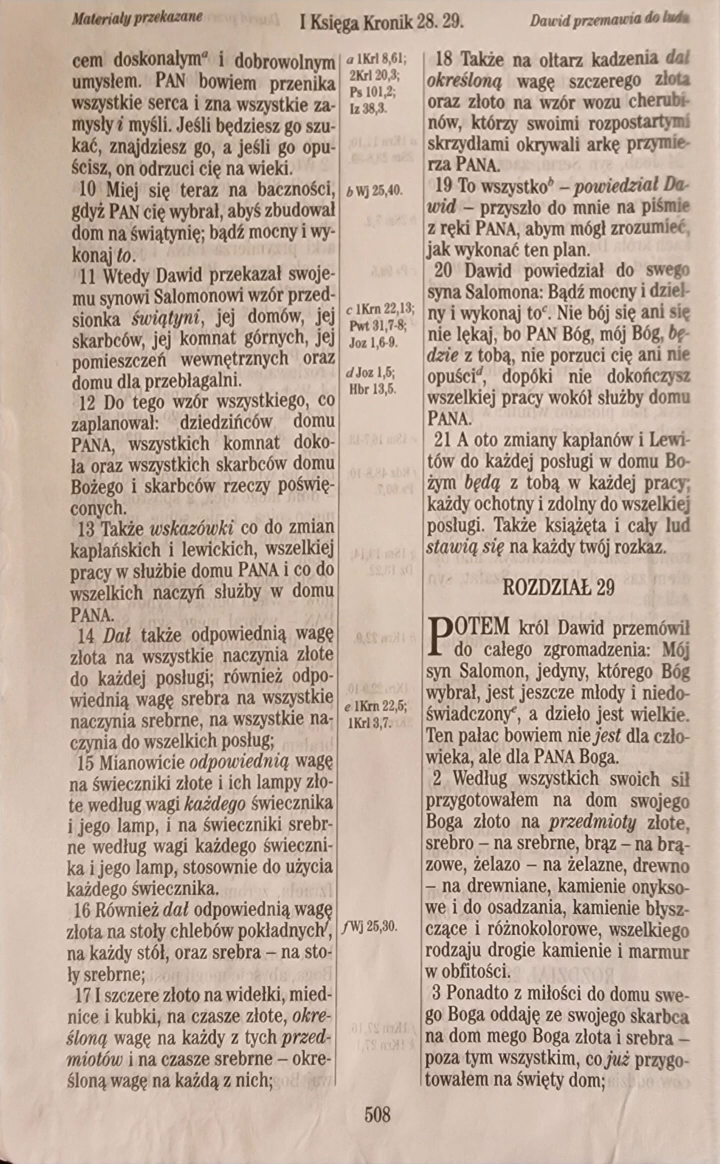 Materiały przekazane
I Księga Kronik 28. 29.
Dawid przemawia do ludu
cem doskonałymᵃ i dobrowolnym
umysłem. PAN bowiem przenika
wszystkie serca i zna wszystkie za-
mysły i myśli. Jeśli będziesz go szu-
kać, znajdziesz go, a jeśli go opu-
ścisz, on odrzuci cię na wieki.
10 Miej się teraz na baczności,
gdyż PAN cię wybrał, abyś zbudował
dom na świątynię; bądź mocny i wy-
konaj to.
11 Wtedy Dawid przekazał swoje-
mu synowi Salomonowi wzór przed-
sionka świątyni, jej domów, jej
skarbców, jej komnat górnych, jej
pomieszczeń wewnętrznych oraz
domu dla przebłagalni.
12 Do tego wzór wszystkiego, co
zaplanował: dziedzińców domu
PANA, wszystkich komnat doko-
ła oraz wszystkich skarbców domu
Bożego i skarbców rzeczy poświę-
conych.
13 Także wskazówki co do zmian
kapłańskich i lewickich, wszelkiej
pracy w służbie domu PANA i co do
wszelkich naczyń służby w domu
PANA.
14 Dał także odpowiednią wagę
złota na wszystkie naczynia złote
do każdej posługi; również odpo-
wiednią wagę srebra na wszystkie
naczynia srebrne, na wszystkie na-
czynia do wszelkich posług;
15 Mianowicie odpowiednią wagę
na świeczniki złote i ich lampy zło-
te według wagi każdego świecznika
i jego lamp, i na świeczniki srebr-
ne według wagi każdego świeczni-
ka i jego lamp, stosownie do użycia
każdego świecznika.
16 Również dał odpowiednią wagę
złota na stoły chlebów pokładnychᶠ,
na każdy stół, oraz srebra – na sto-
ły srebrne;
17 I szczere złoto na widełki, mied-
nice i kubki, na czasze złote, okre-
śloną wagę na każdy z tych przed-
miotów i na czasze srebrne – okre-
śloną wagę na każdą z nich;
a 1Krl 8,61;
2Krl 20,3;
Ps 101,2;
Iz 38,3.
b Wj 25,40.
c 1Krn 22,13;
Pwt 31,7-8;
Joz 1,6-9.
d Joz 1,5;
Hbr 13,5.
e 1Krn 22,5;
1Krl 3,7.
f Wj 25,30.
18 Także na ołtarz kadzenia dał
określoną wagę szczerego złota
oraz złoto na wzór wozu cherubi-
nów, którzy swoimi rozpostartymi
skrzydłami okrywali arkę przymie-
rza PANA.
19 To wszystkoᵇ – powiedział Da-
wid – przyszło do mnie na piśmie
z ręki PANA, abym mógł zrozumieć,
jak wykonać ten plan.
20 Dawid powiedział do swego
syna Salomona: Bądź mocny i dziel-
ny i wykonaj toᶜ. Nie bój się ani się
nie lękaj, bo PAN Bóg, mój Bóg, bę-
dzie z tobą, nie porzuci cię ani nie
opuściᵈ, dopóki nie dokończysz
wszelkiej pracy wokół służby domu
PANA.
21 A oto zmiany kapłanów i Lewi-
tów do każdej posługi w domu Bo-
żym będą z tobą w każdej pracy;
każdy ochotny i zdolny do wszelkiej
posługi. Także książęta i cały lud
stawią się na każdy twój rozkaz.
ROZDZIAŁ 29
POTEM król Dawid przemówił
do całego zgromadzenia: Mój
syn Salomon, jedyny, którego Bóg
wybrał, jest jeszcze młody i niedo-
świadczonyᵉ, a dzieło jest wielkie.
Ten pałac bowiem nie jest dla czło-
wieka, ale dla PANA Boga.
2 Według wszystkich swoich sił
przygotowałem na dom swojego
Boga złoto na przedmioty złote,
srebro – na srebrne, brąz – na brą-
zowe, żelazo – na żelazne, drewno
– na drewniane, kamienie onykso-
we i do osadzania, kamienie błysz-
czące i różnokolorowe, wszelkiego
rodzaju drogie kamienie i marmur
w obfitości.
3 Ponadto z miłości do domu swe-
go Boga oddaję ze swojego skarbca
na dom mego Boga złota i srebra –
poza tym wszystkim, co już przygo-
towałem na święty dom;
508